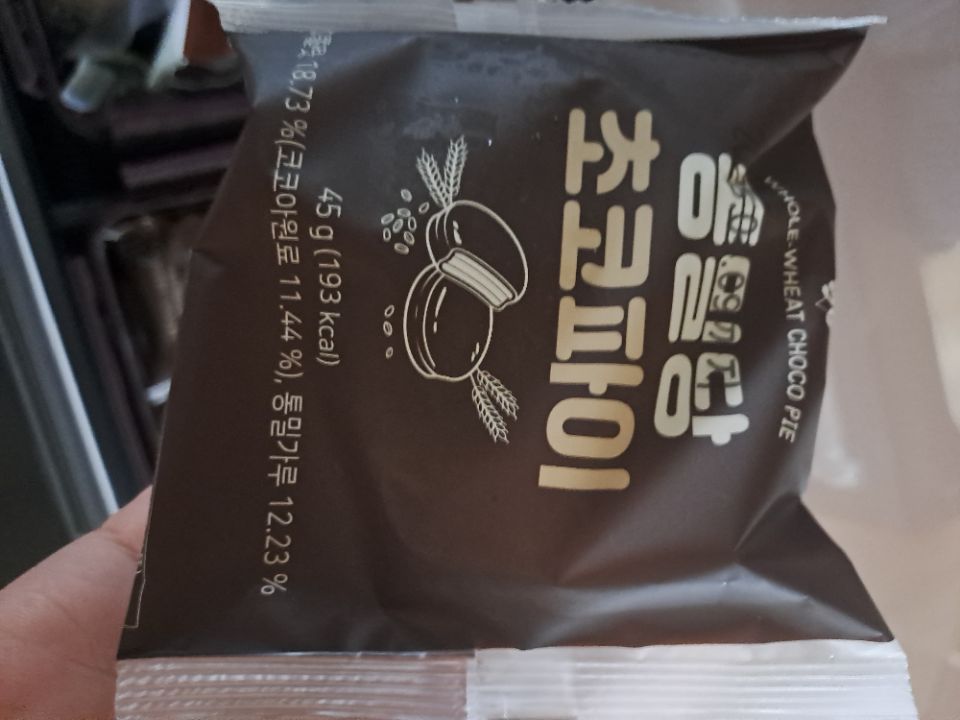 WHOLE-WHEAT CHOCO PIE
통밀당
초코파이
45 g (193 kcal)
18.73 %(코코아원료 11.44 %), 통밀가루 12.23 %